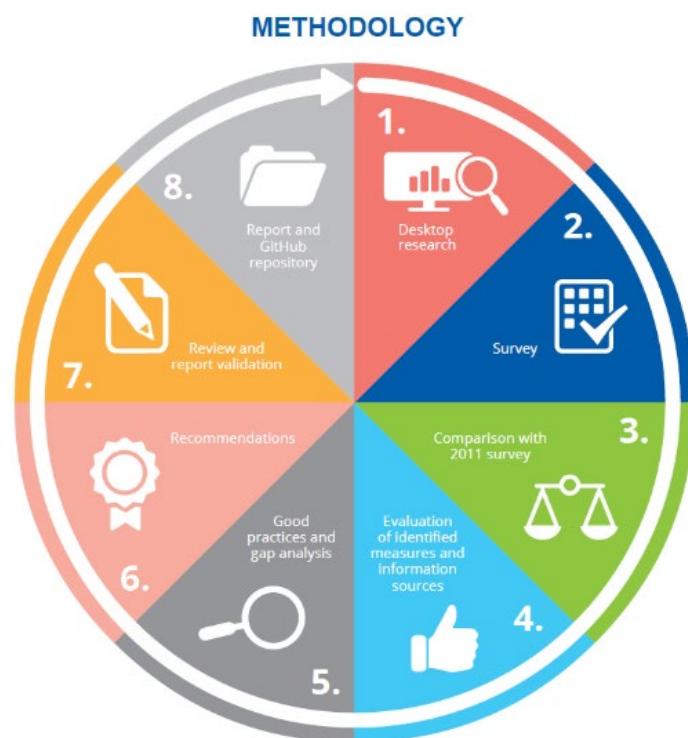 METHODOLOGY
1.
Desktop
research
2.
Survey
3.
Comparison with
2011 survey
4.
Evaluation
of identified
measures and
information
sources
5.
Good
practices and
gap analysis
6.
Recommendations
7.
Review and
report validation
8.
Report and
GitHub
repository